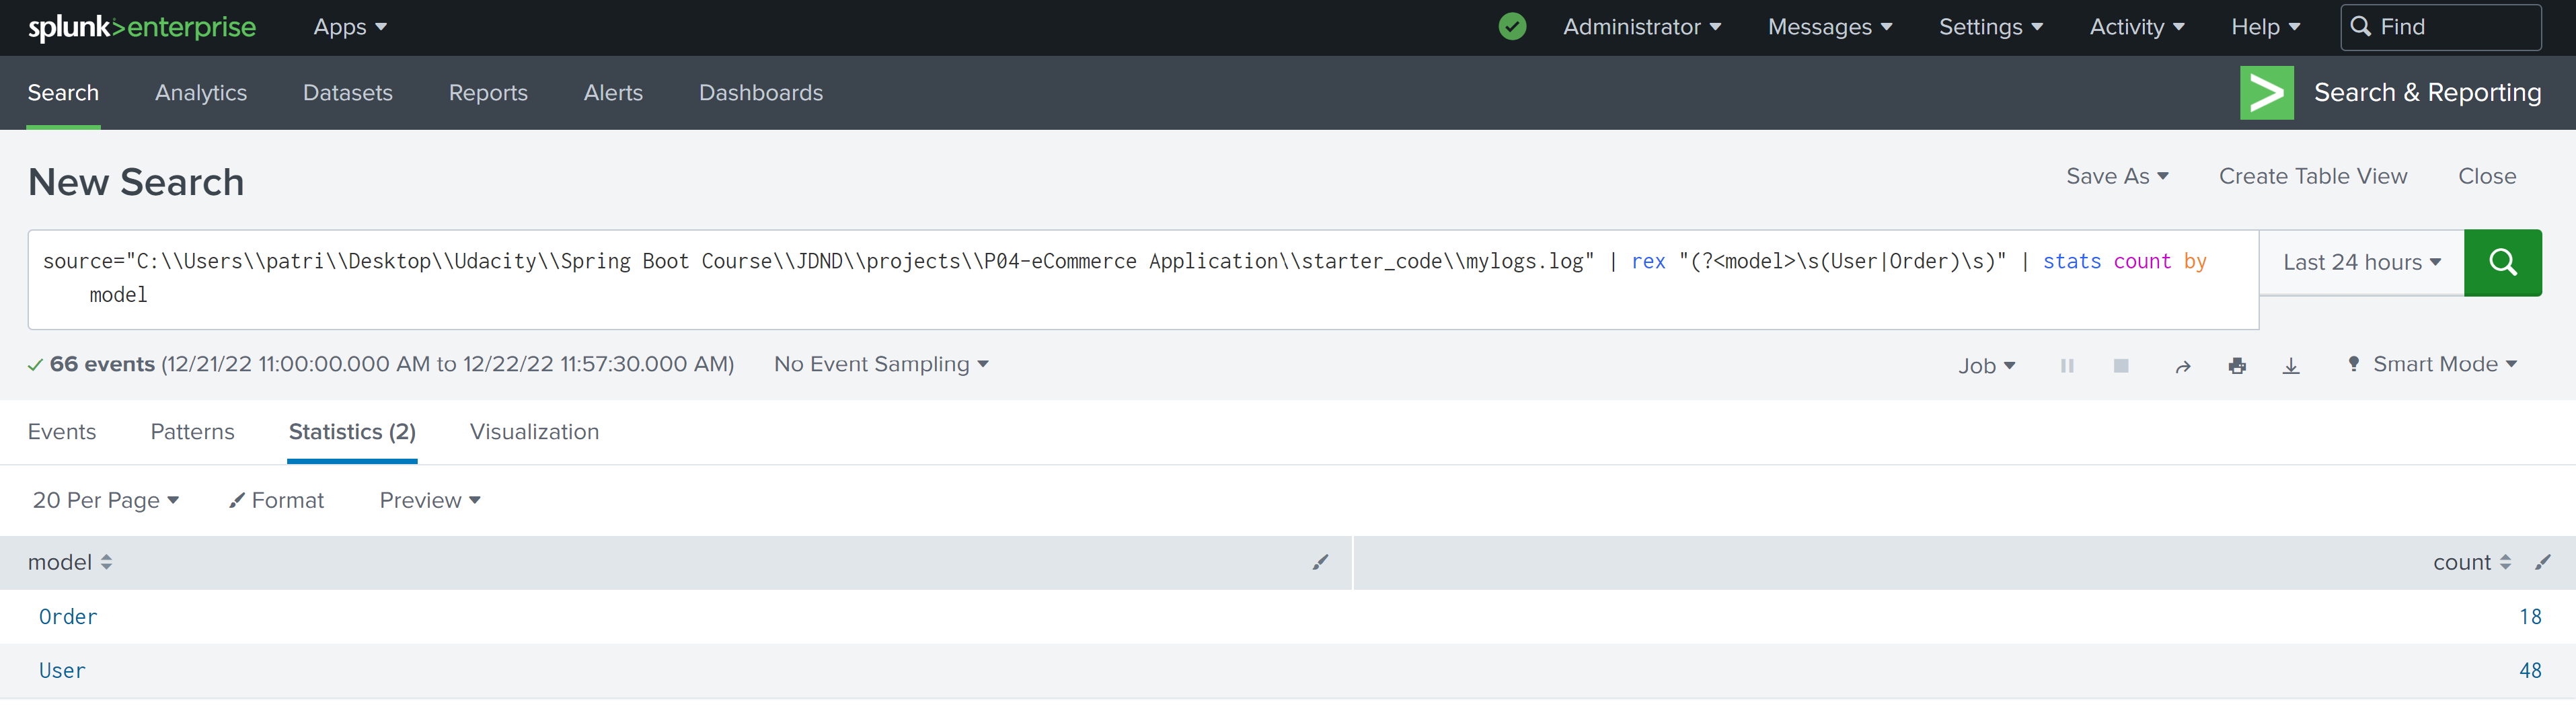 splunk>enterprise Apps Administrator Messages Settings Activity Help Find
Search Analytics Datasets Reports Alerts Dashboards Search & Reporting
New Search Save As Create Table View Close
source="C:\\Users\\patri\\Desktop\\Udacity\\Spring Boot Course\\JDND\\projects\\P04-eCommerce Application\\starter_code\\mylogs.log" | rex "(?<model>\s(User|Order)\s)" | stats count by Last 24 hours
model
66 events (12/21/22 11:00:00.000 AM to 12/22/22 11:57:30.000 AM) No Event Sampling Job Smart Mode
Events Patterns Statistics (2) Visualization
20 Per Page Format Preview
model count
Order 18
User 48